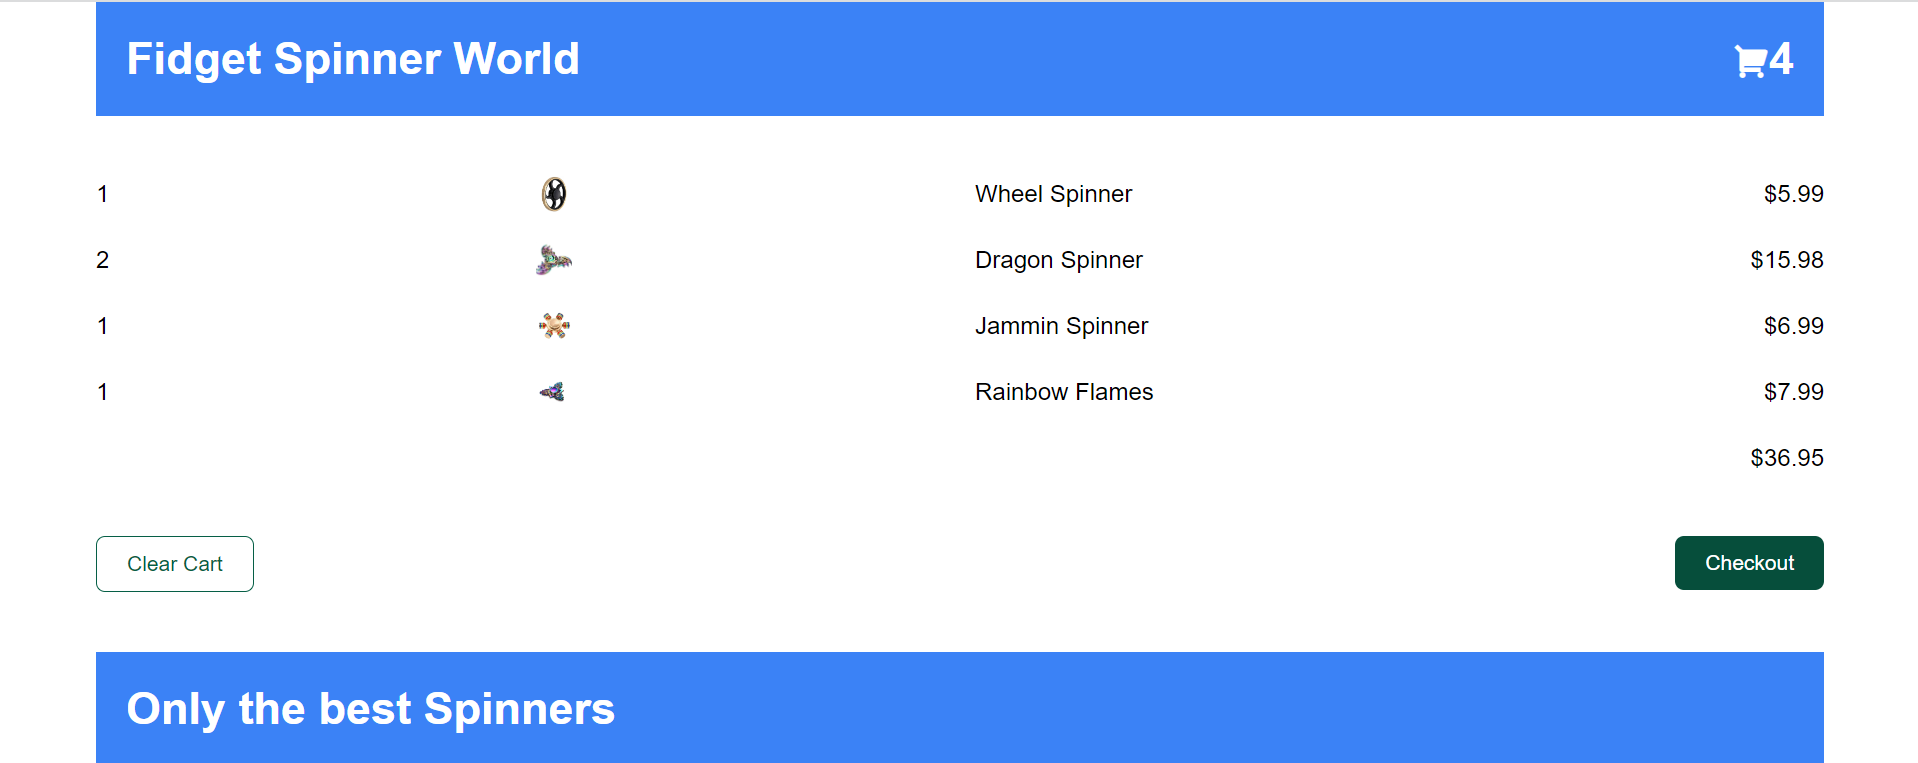 Fidget Spinner World 4
1 Wheel Spinner $5.99
2 Dragon Spinner $15.98
1 Jammin Spinner $6.99
1 Rainbow Flames $7.99
$36.95
Clear Cart Checkout
Only the best Spinners